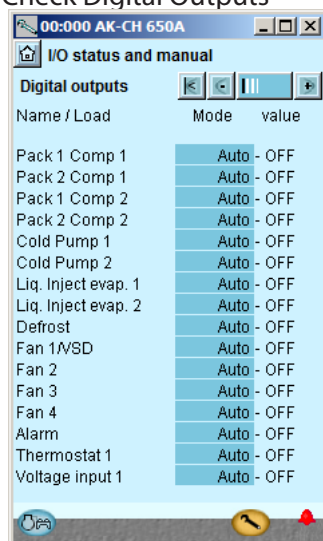 Check Digital Outputs
00:000 AK-CH 650A
I/O status and manual
Digital outputs
Name / Load Mode value
Pack 1 Comp 1 Auto - OFF
Pack 2 Comp 1 Auto - OFF
Pack 1 Comp 2 Auto - OFF
Pack 2 Comp 2 Auto - OFF
Cold Pump 1 Auto - OFF
Cold Pump 2 Auto - OFF
Liq. Inject evap. 1 Auto - OFF
Liq. Inject evap. 2 Auto - OFF
Defrost Auto - OFF
Fan 1/VSD Auto - OFF
Fan 2 Auto - OFF
Fan 3 Auto - OFF
Fan 4 Auto - OFF
Alarm Auto - OFF
Thermostat 1 Auto - OFF
Voltage input 1 Auto - OFF